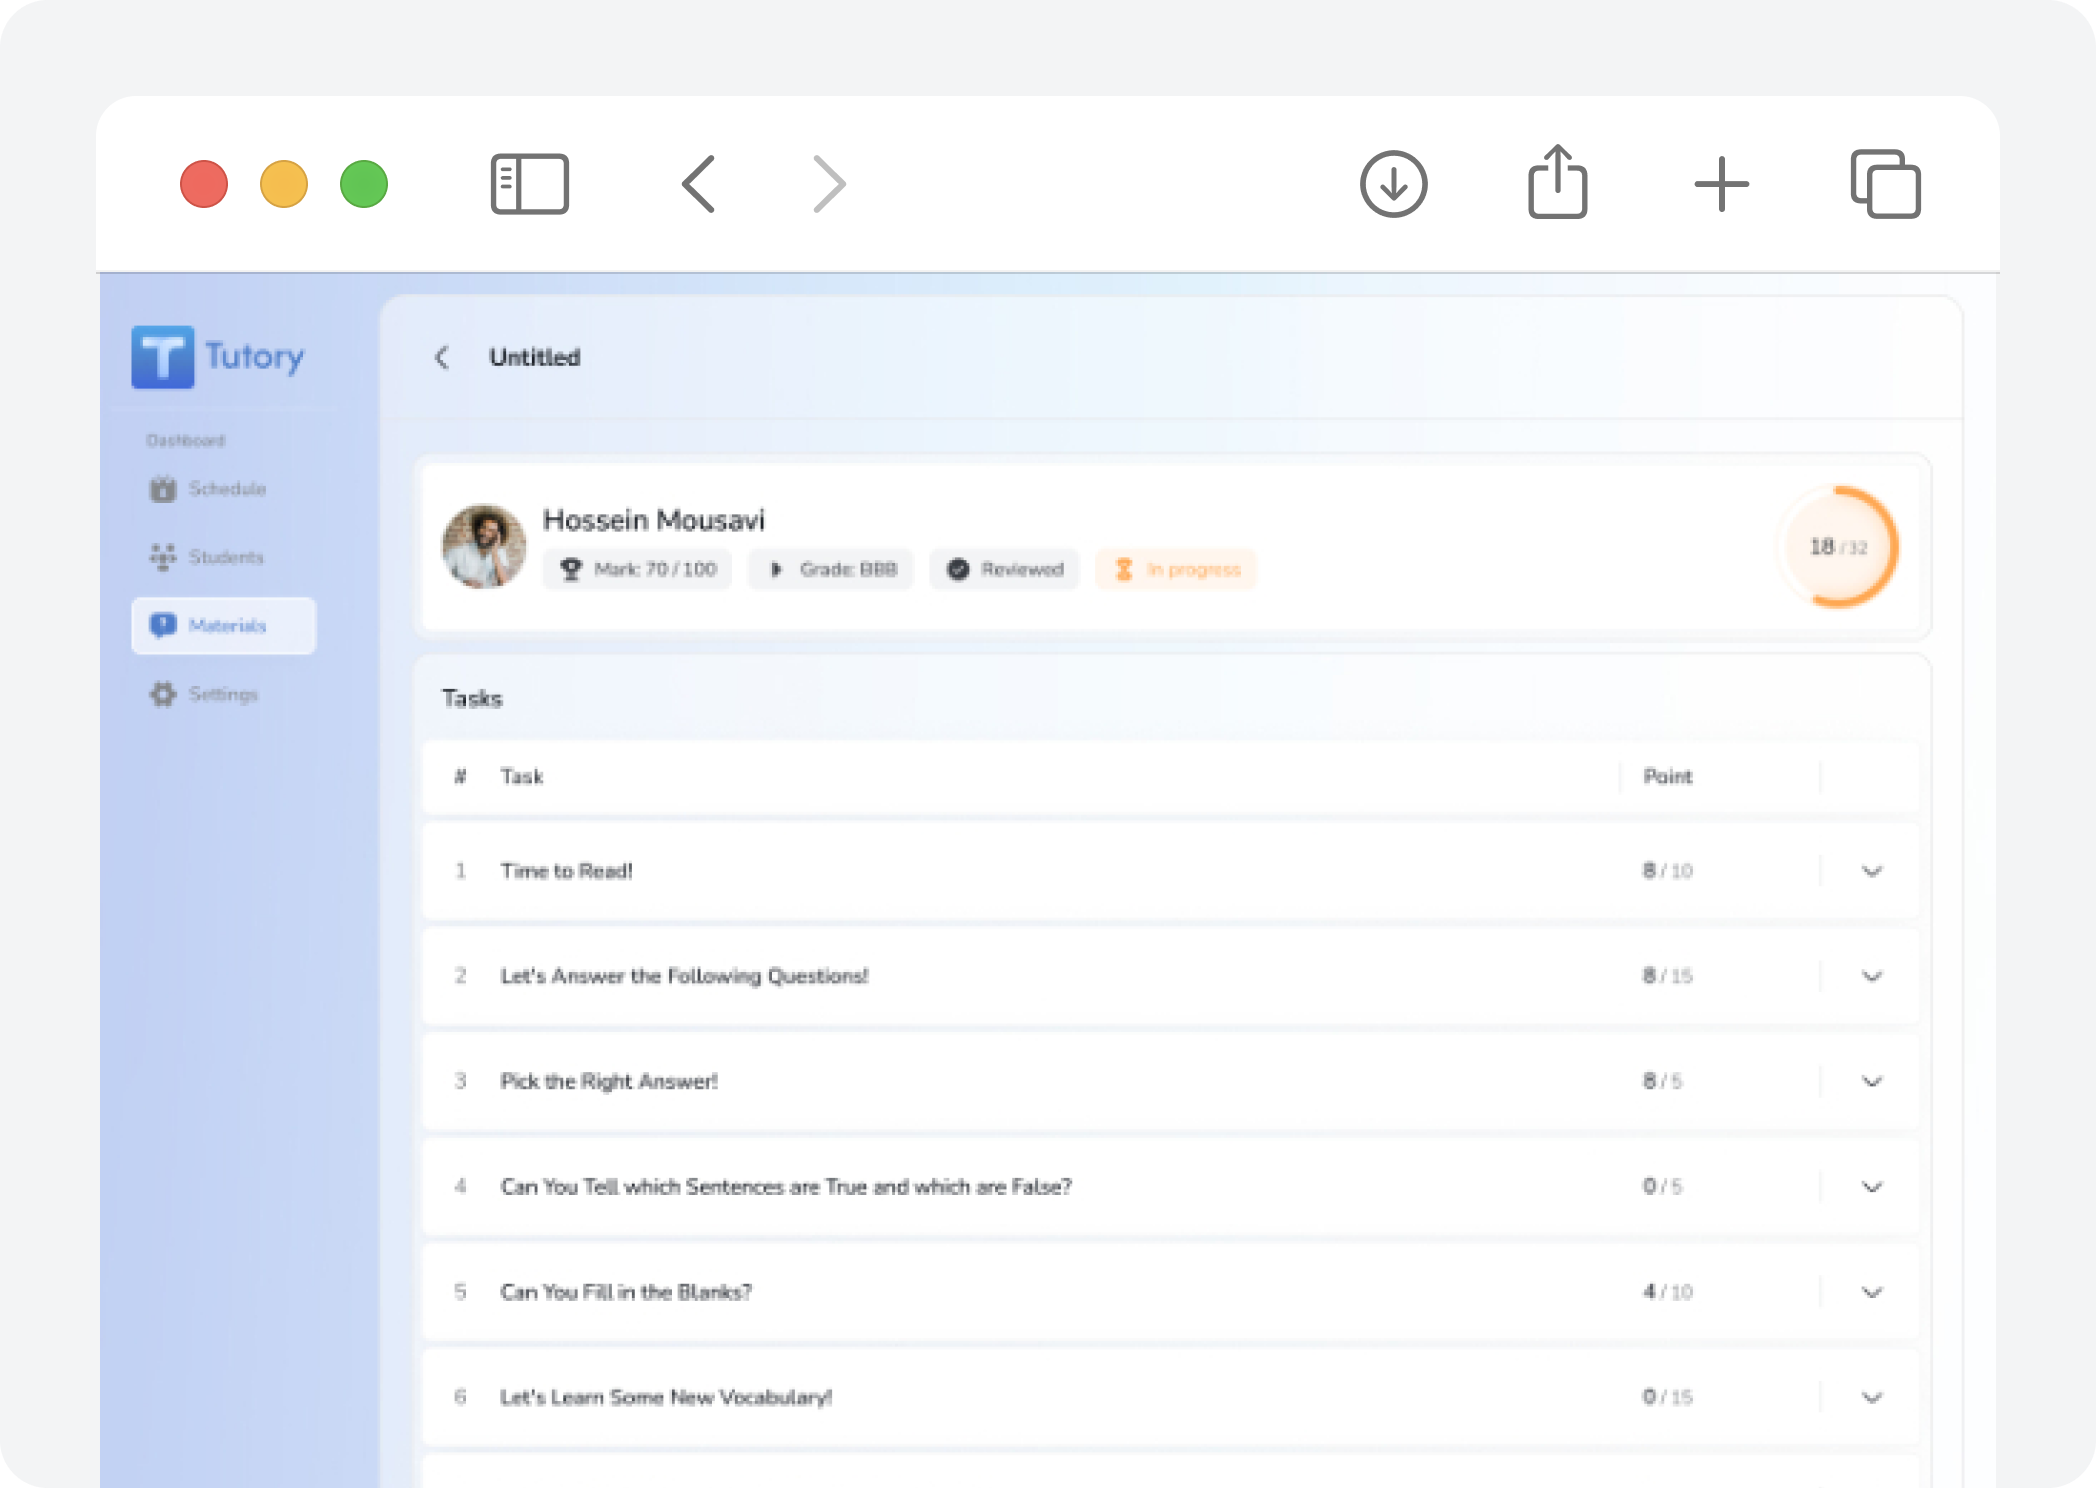 Tutory
Untitled
Dashboard
Schedule
Students
Materials
Settings
Hossein Mousavi
Mark: 70 / 100
Grade: BBB
Reviewed
In progress
18 / 32
Tasks
# Task Point
1 Time to Read! 8 / 10
2 Let's Answer the Following Questions! 8 / 15
3 Pick the Right Answer! 8 / 5
4 Can You Tell which Sentences are True and which are False? 0 / 5
5 Can You Fill in the Blanks? 4 / 10
6 Let's Learn Some New Vocabulary! 0 / 15